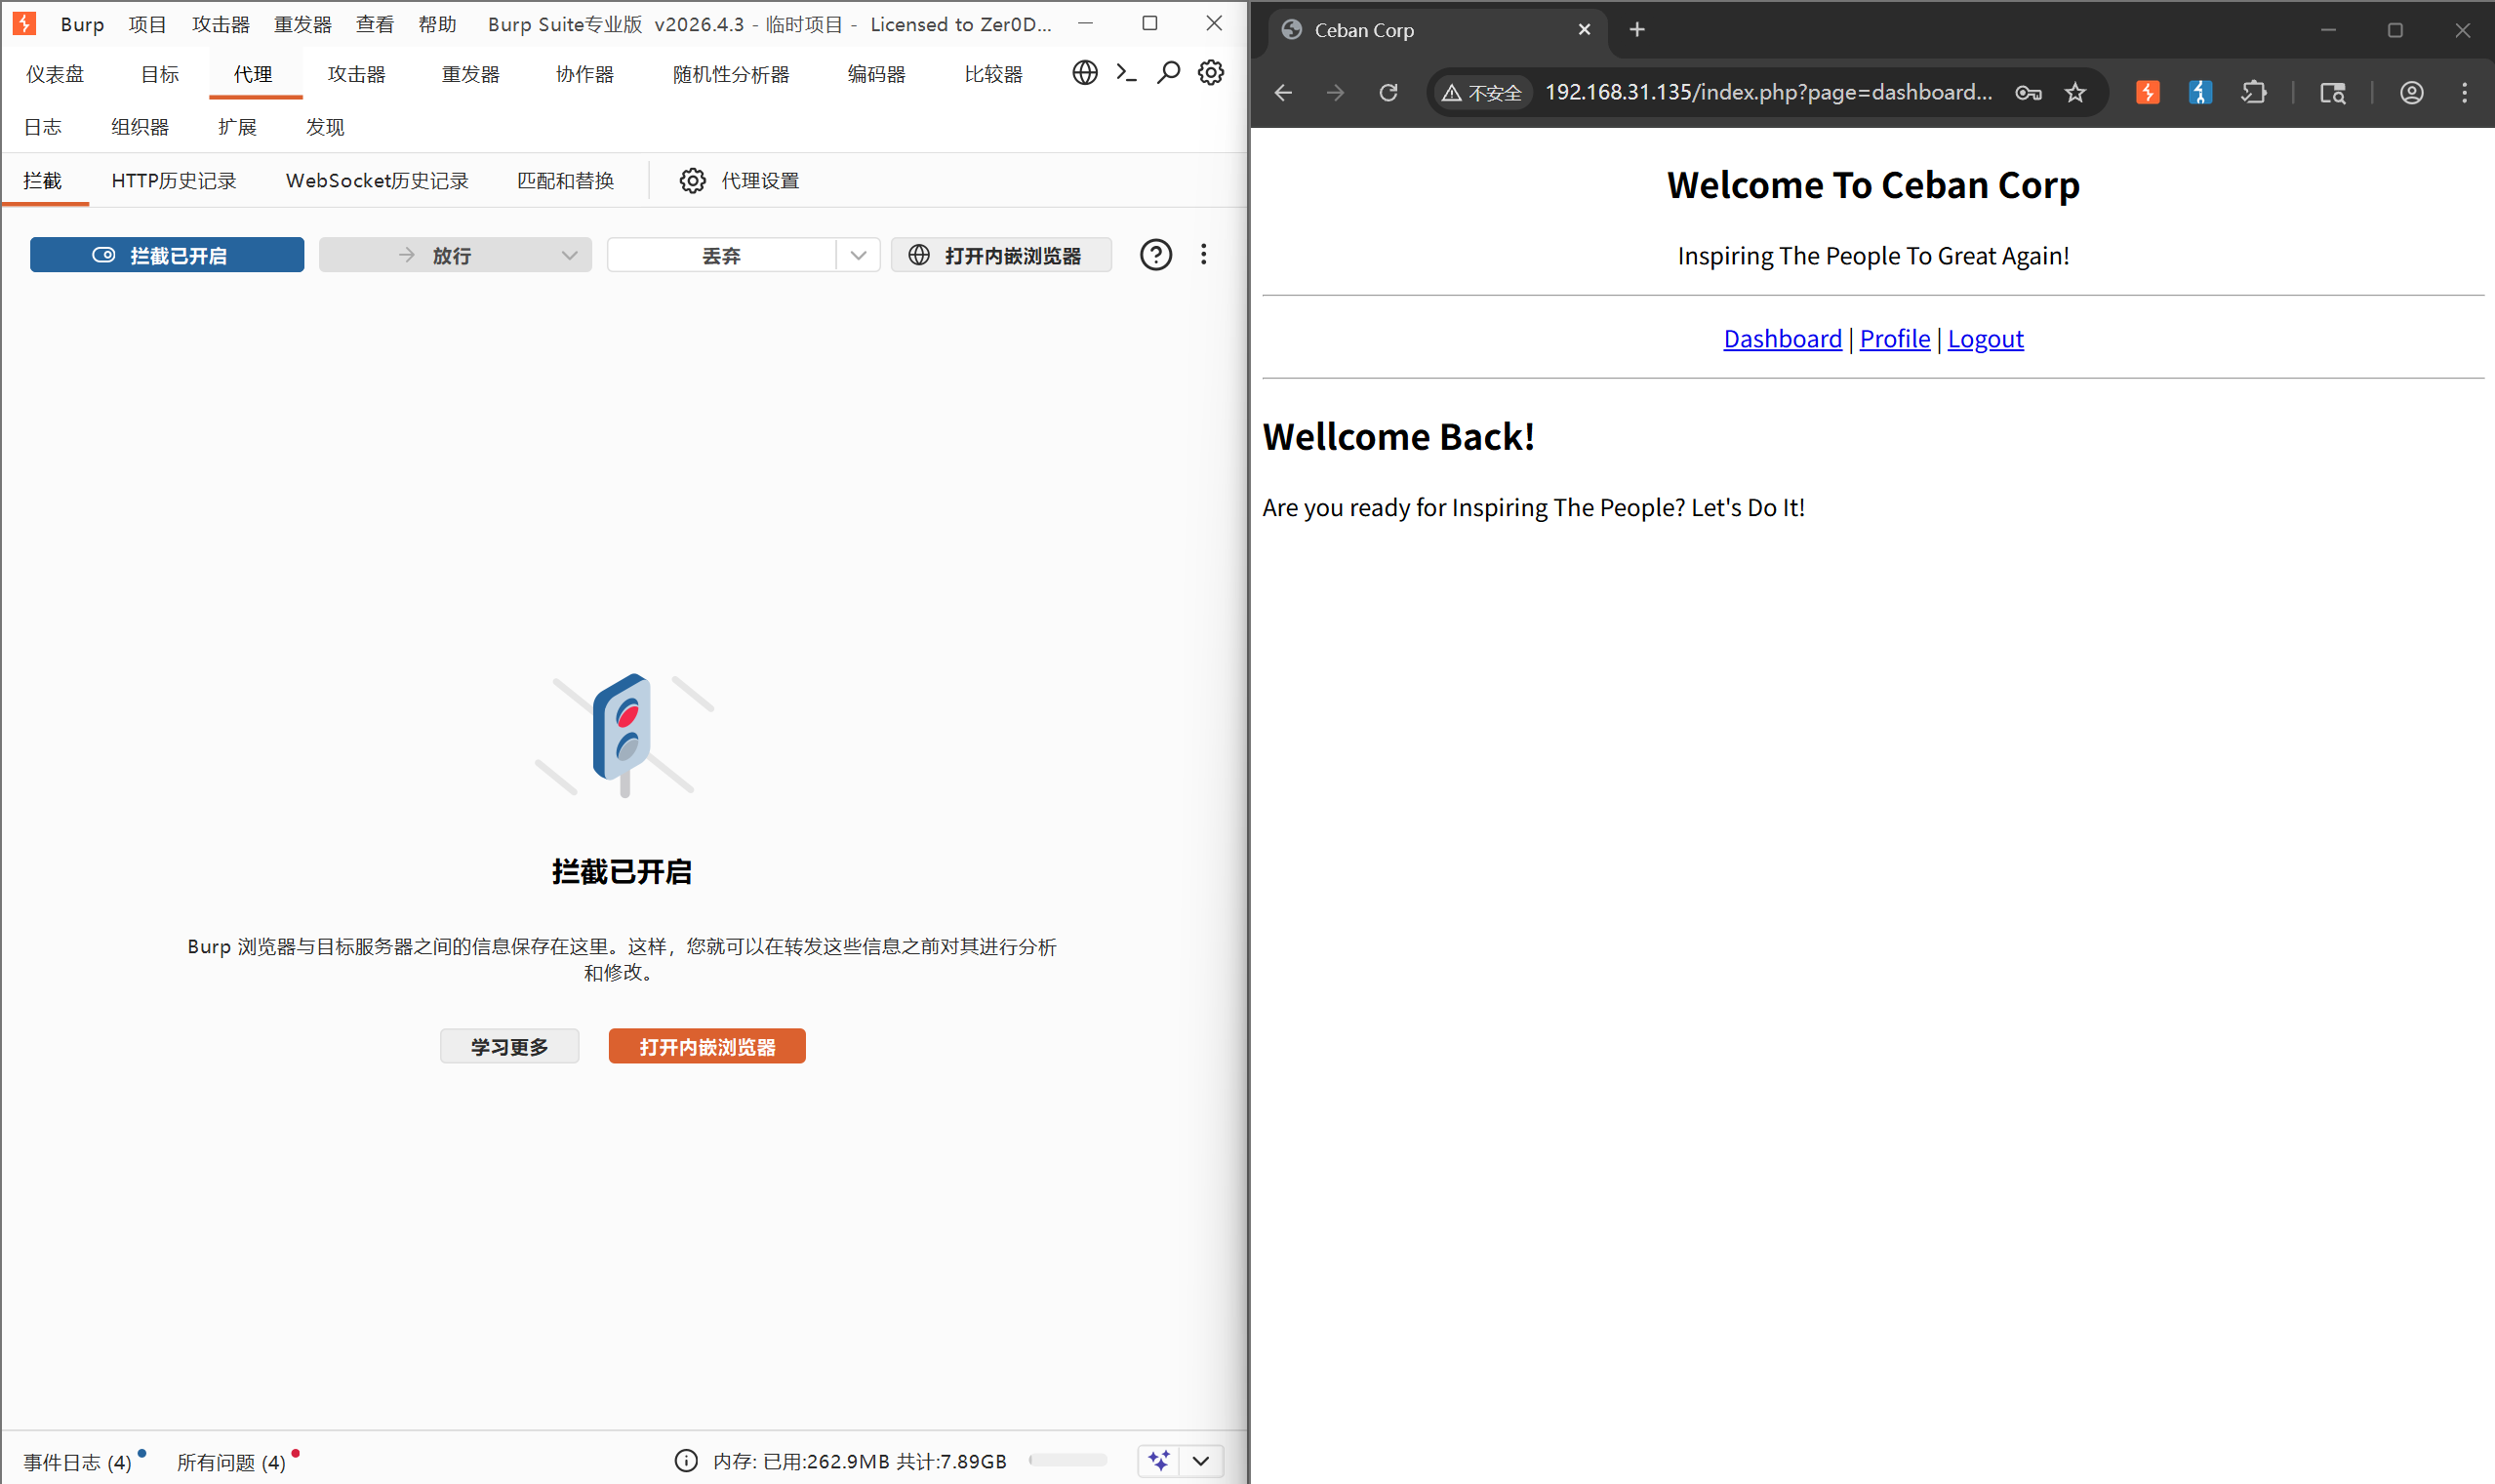 Burp 项目 攻击器 重发器 查看 帮助 Burp Suite专业版 v2026.4.3 - 临时项目 - Licensed to Zer0D...
仪表盘 目标 代理 攻击器 重发器 协作器 随机性分析器 编码器 比较器
日志 组织器 扩展 发现
拦截 HTTP历史记录 WebSocket历史记录 匹配和替换 代理设置
拦截已开启 放行 丢弃 打开内嵌浏览器
拦截已开启
Burp 浏览器与目标服务器之间的信息保存在这里。这样，您就可以在转发这些信息之前对其进行分析
和修改。
学习更多 打开内嵌浏览器
事件日志 (4) 所有问题 (4) 内存: 已用:262.9MB 共计:7.89GB
Ceban Corp
不安全 192.168.31.135/index.php?page=dashboard...
Welcome To Ceban Corp
Inspiring The People To Great Again!
Dashboard | Profile | Logout
Wellcome Back!
Are you ready for Inspiring The People? Let's Do It!